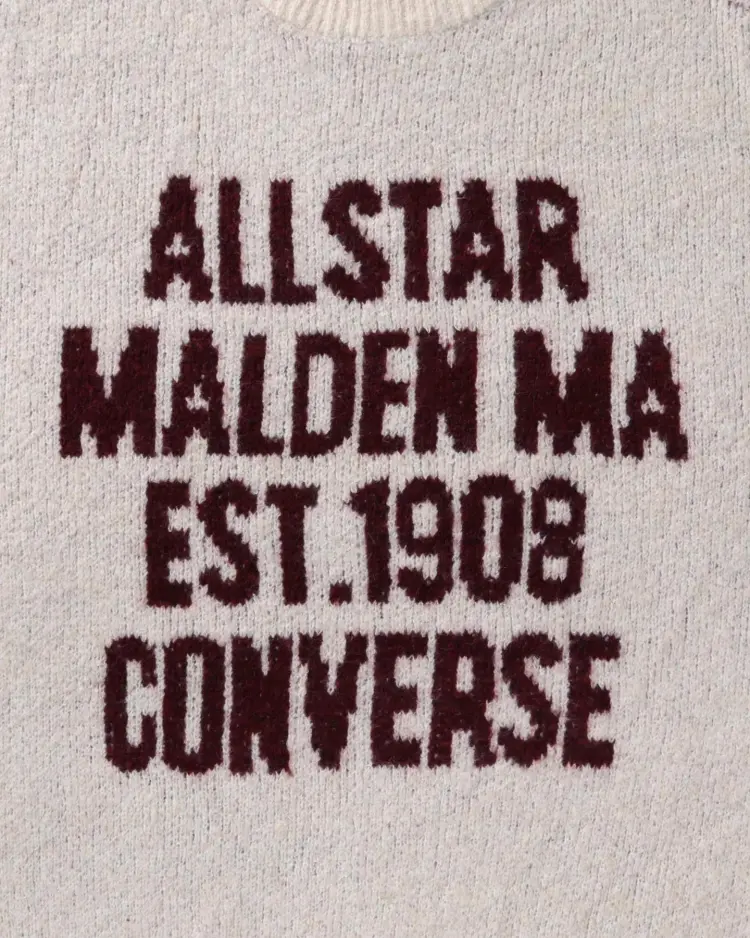 ALLSTAR
MALDEN MA
EST.1908
CONVERSE